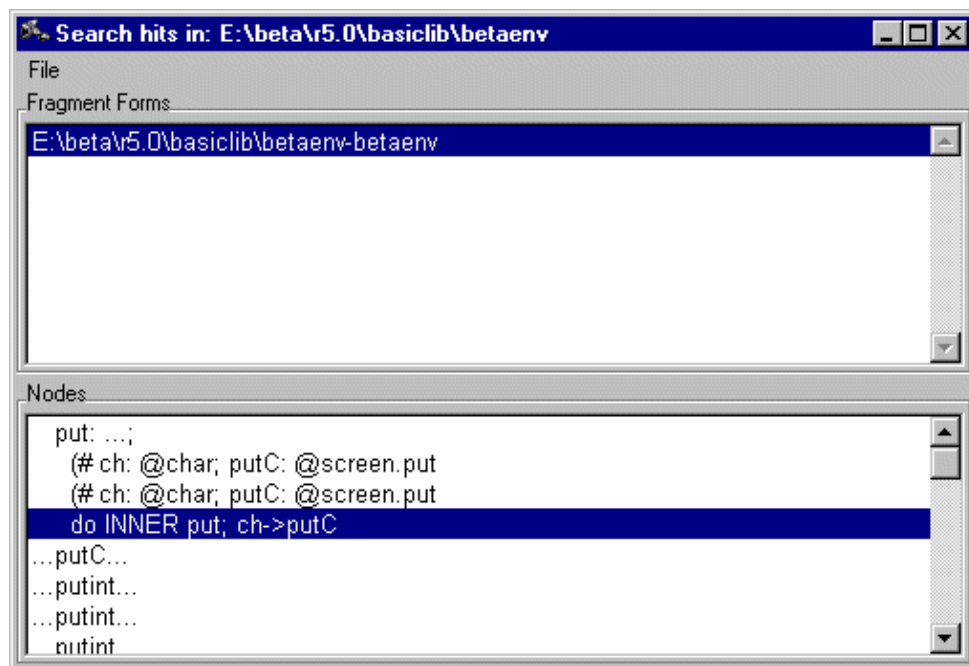 Search hits in: E:\beta\r5.0\basiclib\betaenv
File
Fragment Forms
E:\beta\r5.0\basiclib\betaenv-betaenv
Nodes
put: ...;
(# ch: @char; putC: @screen.put
(# ch: @char; putC: @screen.put
do INNER put; ch->putC
...putC...
...putint...
...putint...
putint